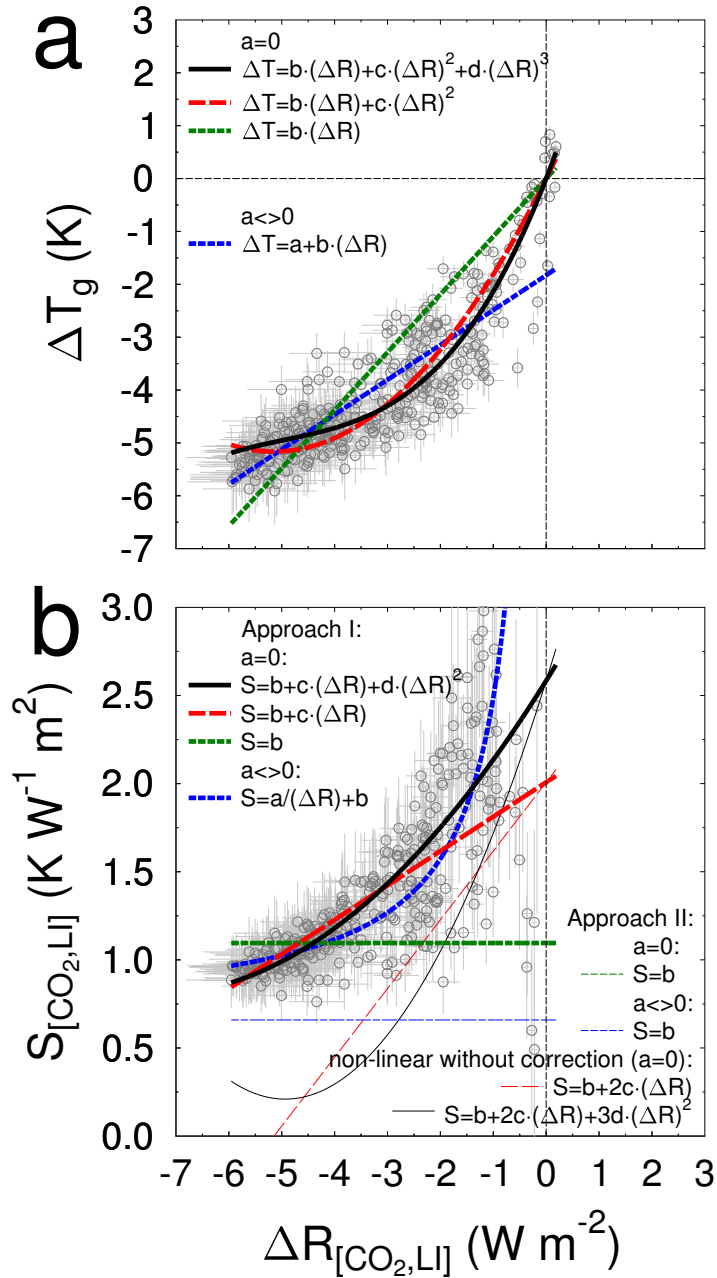 a
3
2
1
0
-1
-2
-3
-4
-5
-6
-7
ΔT_g (K)
a=0
ΔT=b·(ΔR)+c·(ΔR)²+d·(ΔR)³
ΔT=b·(ΔR)+c·(ΔR)²
ΔT=b·(ΔR)
a<>0
ΔT=a+b·(ΔR)
b
3.0
2.5
2.0
1.5
1.0
0.5
0.0
S_[CO₂,LI] (K W⁻¹ m²)
Approach I:
a=0:
S=b+c·(ΔR)+d·(ΔR)²
S=b+c·(ΔR)
S=b
a<>0:
S=a/(ΔR)+b
Approach II:
a=0:
S=b
a<>0:
S=b
non-linear without correction (a=0):
S=b+2c·(ΔR)
S=b+2c·(ΔR)+3d·(ΔR)²
-7 -6 -5 -4 -3 -2 -1 0 1 2 3
ΔR_[CO₂,LI] (W m⁻²)